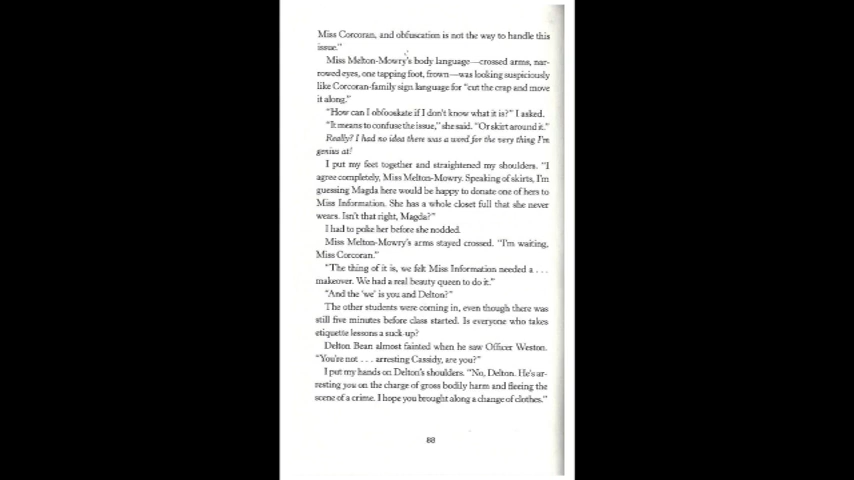 Miss Corcoran, and obfuscation is not the way to handle this
issue."
Miss Melton-Mowry's body language—crossed arms, nar-
rowed eyes, one tapping foot, frown—was looking suspiciously
like Corcoran-family sign language for "cut the crap and move
it along."
"How can I obfooskate if I don't know what it is?" I asked.
"It means to confuse the issue," she said. "Or skirt around it."
Really? I had no idea there was a word for the very thing I'm
genius at!
I put my feet together and straightened my shoulders. "I
agree completely, Miss Melton-Mowry. Speaking of skirts, I'm
guessing Magda here would be happy to donate one of hers to
Miss Information. She has a whole closet full that she never
wears. Isn't that right, Magda?"
I had to poke her before she nodded.
Miss Melton-Mowry's arms stayed crossed. "I'm waiting,
Miss Corcoran."
"The thing of it is, we felt Miss Information needed a . . .
makeover. We had a real beauty queen to do it."
"And the 'we' is you and Delton?"
The other students were coming in, even though there was
still five minutes before class started. Is everyone who takes
etiquette lessons a suck-up?
Delton Bean almost fainted when he saw Officer Weston.
"You're not . . . arresting Cassidy, are you?"
I put my hands on Delton's shoulders. "No, Delton. He's ar-
resting you on the charge of gross bodily harm and fleeing the
scene of a crime. I hope you brought along a change of clothes."
88